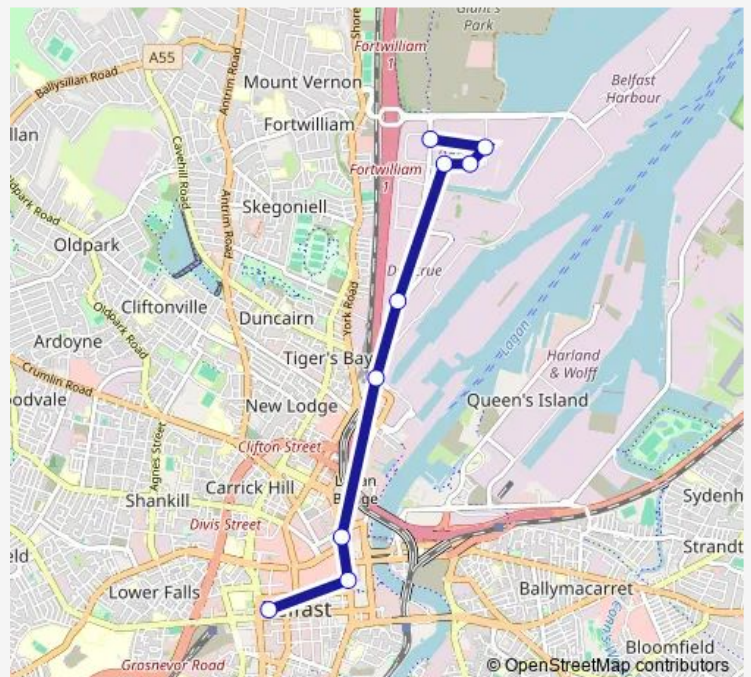 Giant's
Park
Shore
Fortwilliam
1
A55
Ballysillan Road
Antrim Road
Mount Vernon
Belfast
Harbour
llan
Fortwilliam
Cavehill Road
Fortwilliam
1
Skegoniell
Antrim Road
Oldpark
Cliftonville
Duncairn
York Road
Oldpark Road
Lagan
Ardoyne
Tiger's Bay
Harland
& Wolff
Crumlin Road
oodvale
New Lodge
Queen's Island
Agnes Street
Clifton Street
Carrick Hill
Shankill
Divis Street
Sydenh
eld
Strandt
Lower Falls
Ballymacarret
Bloomfield
Grosvenor Road
© OpenStreetMap contributors